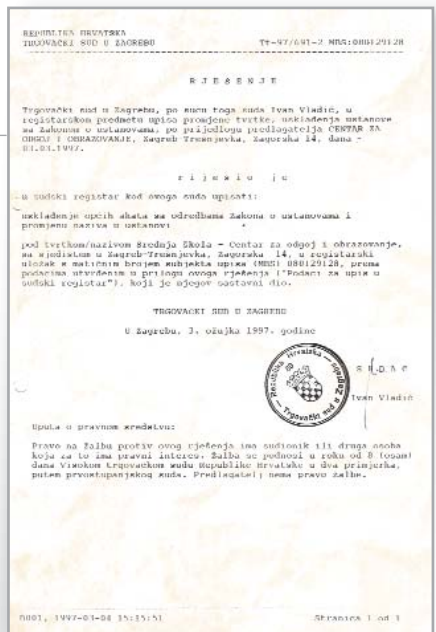 REPUBLIKA HRVATSKA
TRGOVAČKI SUD U ZAGREBU Tt-97/691-2 MBS:080129128
R J E Š E N J E
Trgovački sud u Zagrebu, po sucu toga suda Ivan Vladić, u
registarskom predmetu upisa promjene tvrtke, usklađenja ustanove
sa Zakonom o ustanovama, po prijedlogu predlagatelja CENTAR ZA
ODGOJ I OBRAZOVANJE, Zagreb Trešnjevka, Zagorska 14, dana
03.03.1997.
r i j e š i o j e
u sudski registar kod ovoga suda upisati:
usklađenje općih akata sa odredbama Zakona o ustanovama i
promjenu naziva u ustanovi
pod tvrtkom/nazivom Srednja škola - Centar za odgoj i obrazovanje,
sa sjedištem u Zagreb-Trešnjevka, Zagorska 14, u registarski
uložak s matičnim brojem subjekta upisa (MBS) 080129128, prema
podacima utvrđenim u prilogu ovoga rješenja ("Podaci za upis u
sudski registar"), koji je njegov sastavni dio.
TRGOVAČKI SUD U ZAGREBU
U Zagrebu, 3. ožujka 1997. godine
Republika Hrvatska
Trgovački sud u Zagrebu
S U D A C
Ivan Vladić
Uputa o pravnom sredstvu:
Pravo na žalbu protiv ovog rješenja ima sudionik ili druga osoba
koja za to ima pravni interes. Žalba se podnosi u roku od 8 (osam)
dana Visokom trgovačkom sudu Republike Hrvatske u dva primjerka,
putem prvostupanjskog suda. Predlagatelj nema pravo žalbe.
D001, 1997-03-04 15:15:51 Stranica 1 od 1